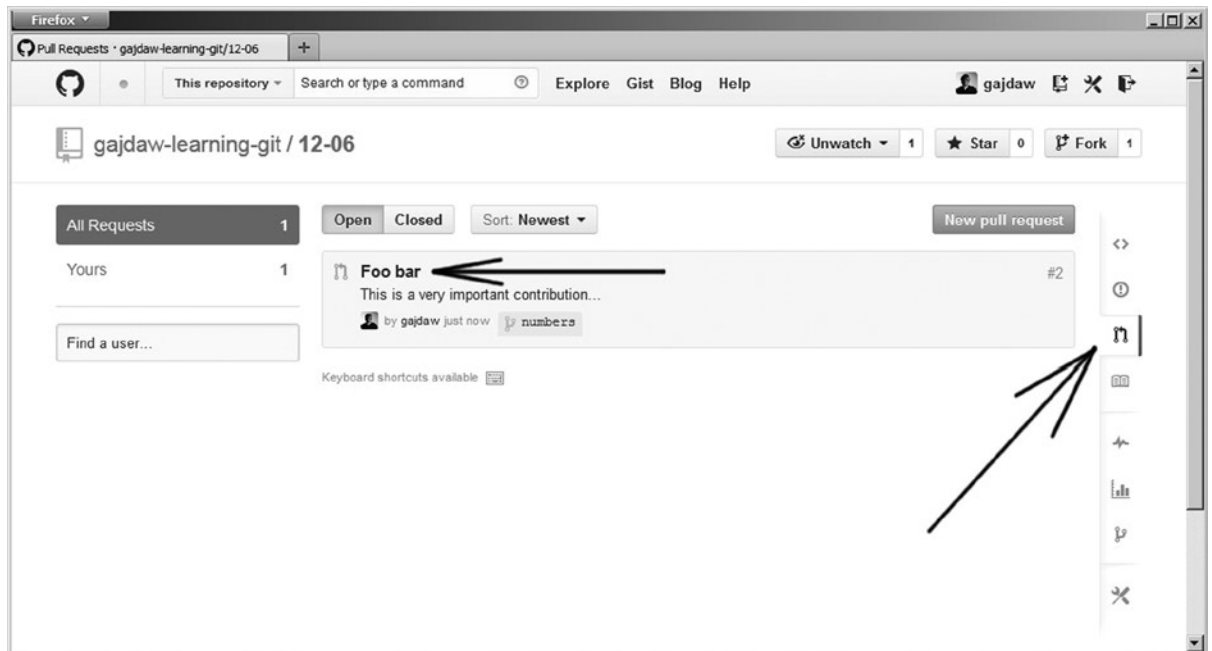 Firefox
Pull Requests · gajdaw-learning-git/12-06
This repository Search or type a command Explore Gist Blog Help gajdaw
gajdaw-learning-git / 12-06
Unwatch 1 Star 0 Fork 1
All Requests 1
Yours 1
Find a user...
Open Closed Sort: Newest New pull request
Foo bar #2
This is a very important contribution...
by gajdaw just now numbers
Keyboard shortcuts available